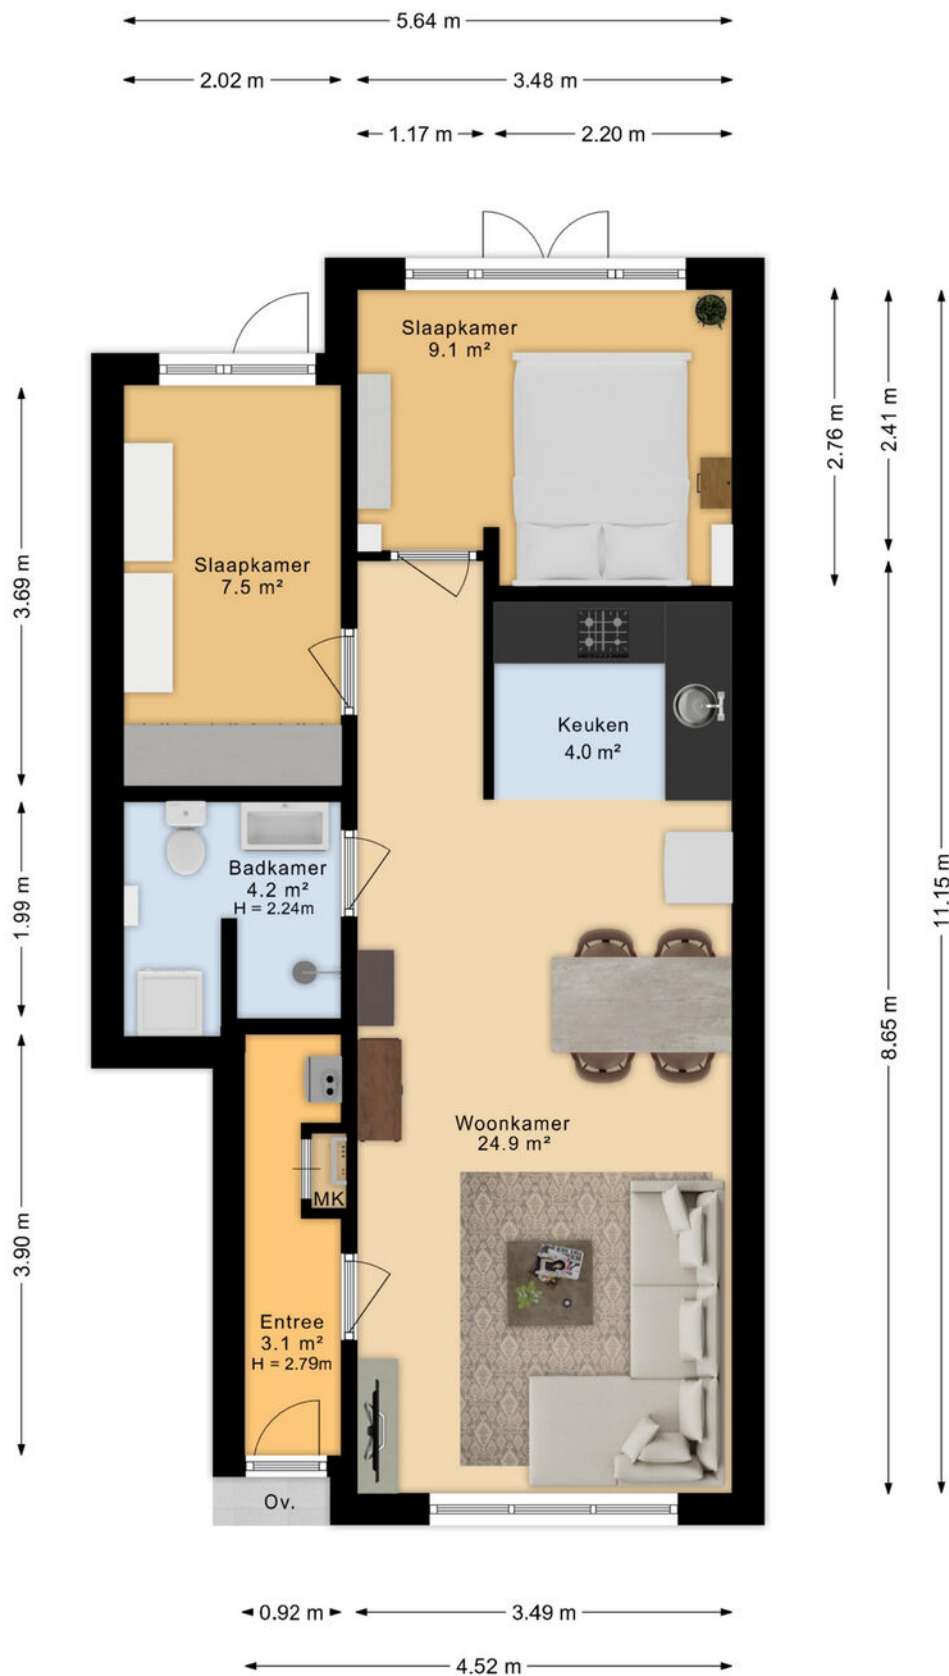 5.64 m
2.02 m
3.48 m
1.17 m
2.20 m
Slaapkamer
9.1 m²
2.76 m
2.41 m
3.69 m
Slaapkamer
7.5 m²
Keuken
4.0 m²
Badkamer
4.2 m²
H = 2.24m
1.99 m
11.15 m
8.65 m
Woonkamer
24.9 m²
MK
3.90 m
Entree
3.1 m²
H = 2.79m
Ov.
0.92 m
3.49 m
4.52 m